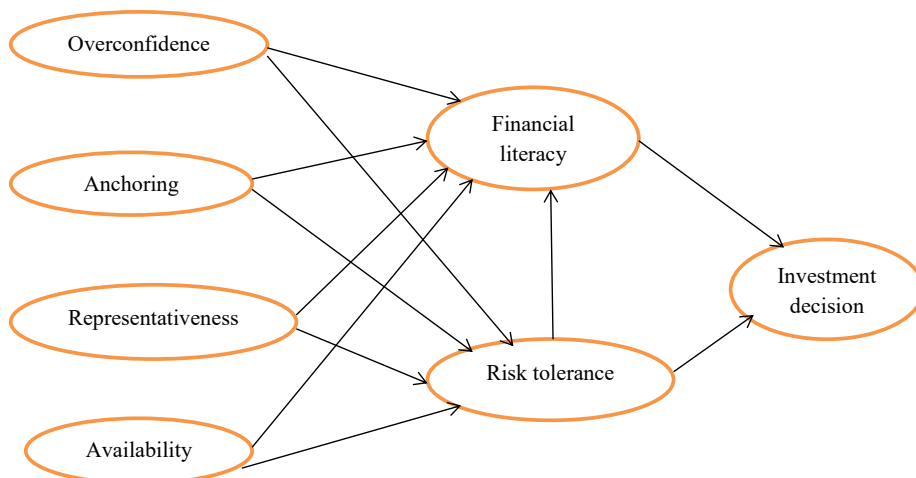 Overconfidence
Financial
literacy
Anchoring
Investment
decision
Representativeness
Risk tolerance
Availability